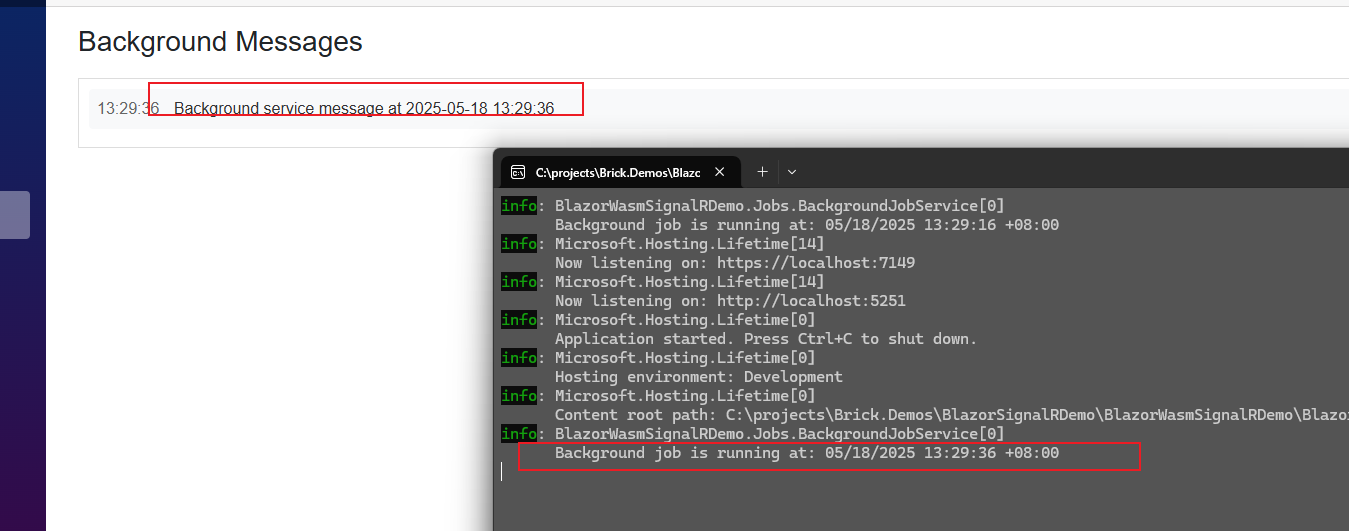 Background Messages
13:29:36 Background service message at 2025-05-18 13:29:36
C:\projects\Brick.Demos\Blazo
info: BlazorWasmSignalRDemo.Jobs.BackgroundJobService[0]
Background job is running at: 05/18/2025 13:29:16 +08:00
info: Microsoft.Hosting.Lifetime[14]
Now listening on: https://localhost:7149
info: Microsoft.Hosting.Lifetime[14]
Now listening on: http://localhost:5251
info: Microsoft.Hosting.Lifetime[0]
Application started. Press Ctrl+C to shut down.
info: Microsoft.Hosting.Lifetime[0]
Hosting environment: Development
info: Microsoft.Hosting.Lifetime[0]
Content root path: C:\projects\Brick.Demos\BlazorSignalRDemo\BlazorWasmSignalRDemo\Blazo
info: BlazorWasmSignalRDemo.Jobs.BackgroundJobService[0]
Background job is running at: 05/18/2025 13:29:36 +08:00